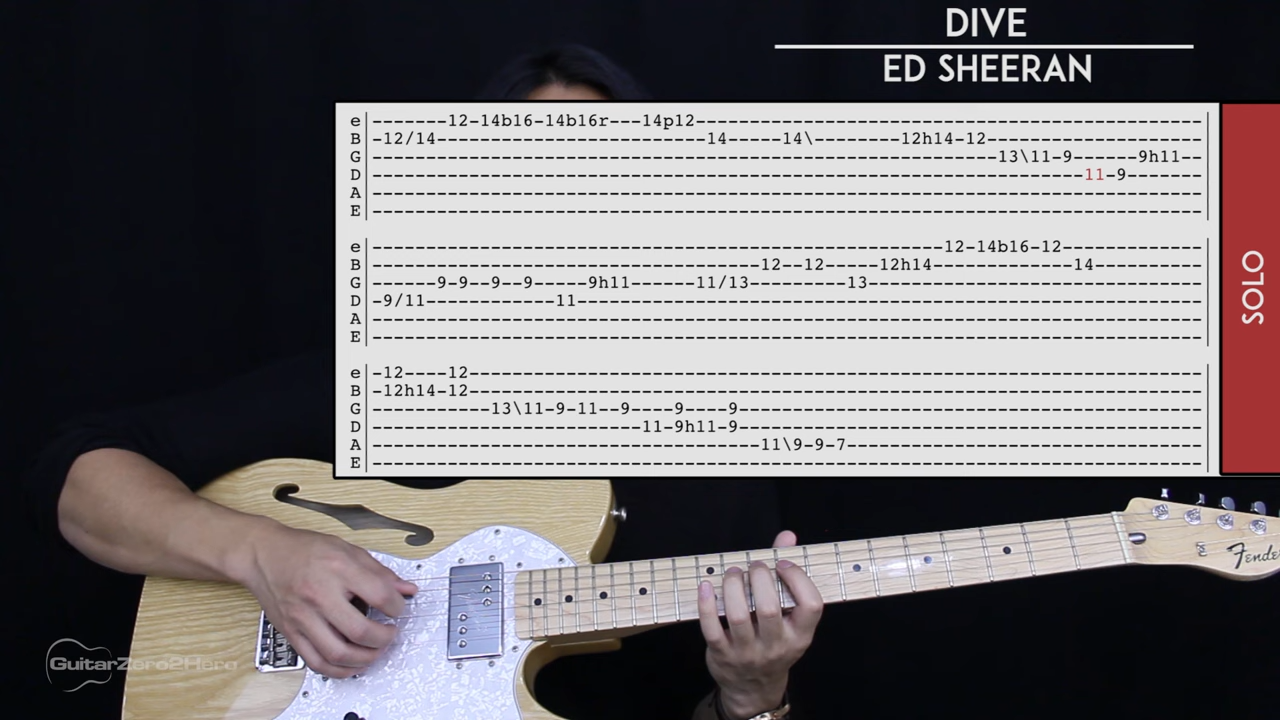 DIVE
ED SHEERAN
e|-------12-14b16-14b16r---14p12-----------------------------------------------|
B|-12/14-------------------------14-----14\--------12h14-12--------------------|
G|----------------------------------------------------------13\11-9------9h11--|
D|------------------------------------------------------------------11-9-------|
A|-----------------------------------------------------------------------------|
E|-----------------------------------------------------------------------------|
e|-----------------------------------------------------12-14b16-12-------------|
B|------------------------------------12--12-----12h14-------------14----------|
G|------9-9--9--9-----9h11------11/13---------13-------------------------------|
D|-9/11------------11----------------------------------------------------------|
A|-----------------------------------------------------------------------------|
E|-----------------------------------------------------------------------------|
e|-12----12--------------------------------------------------------------------|
B|-12h14-12--------------------------------------------------------------------|
G|-----------13\11-9-11--9----9----9-------------------------------------------|
D|-------------------------11-9h11-9-------------------------------------------|
A|------------------------------------11\9-9-7---------------------------------|
E|-----------------------------------------------------------------------------|
SOLO
Fende
GuitarZero2Hero